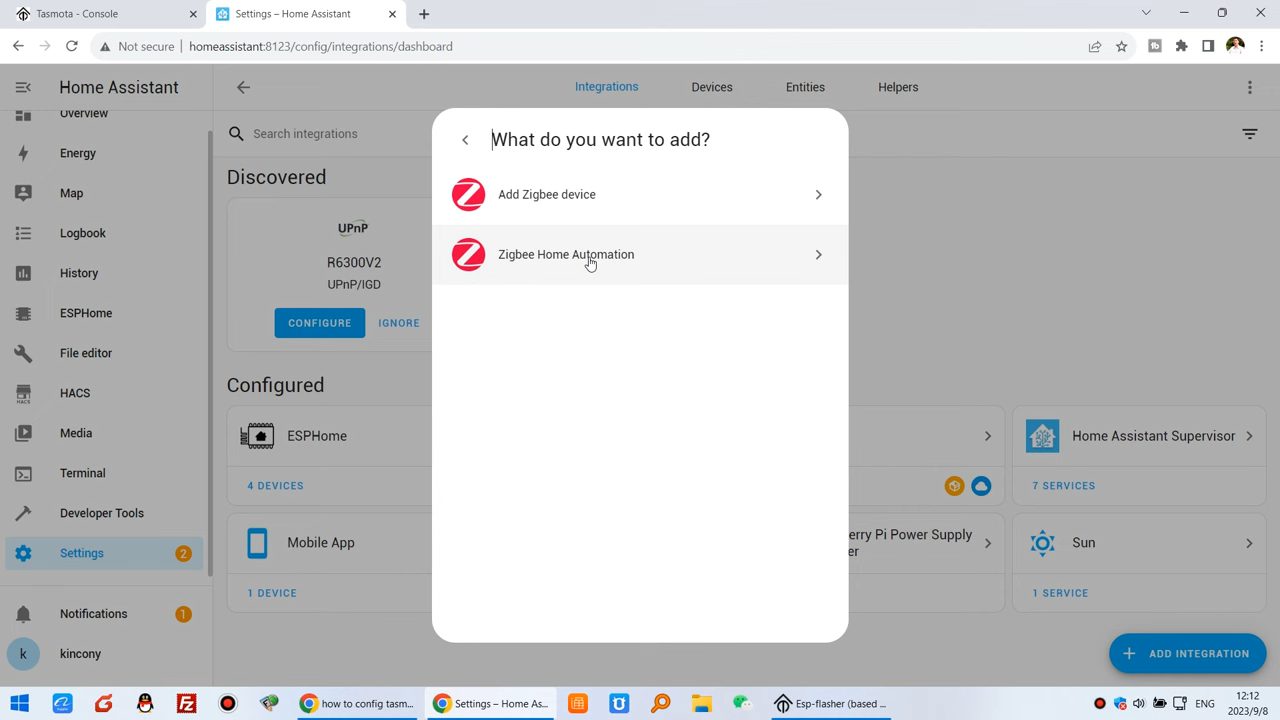 Tasmota - Console
Settings – Home Assistant
Not secure
homeassistant:8123/config/integrations/dashboard
Home Assistant
Integrations
Devices
Entities
Helpers
Overview
Energy
Map
Logbook
History
ESPHome
File editor
HACS
HACS
Media
Terminal
Developer Tools
Settings
2
Notifications
1
k
kincony
Search integrations
Discovered
UPnP
R6300V2
UPnP/IGD
CONFIGURE
IGNORE
Configured
ESPHome
4 DEVICES
Home Assistant Supervisor
7 SERVICES
Mobile App
1 DEVICE
erry Pi Power Supply
er
Sun
1 SERVICE
ADD INTEGRATION
What do you want to add?
Add Zigbee device
Zigbee Home Automation
how to config tasm...
Settings – Home As...
Esp-flasher (based ...
ENG
12:12
2023/9/8